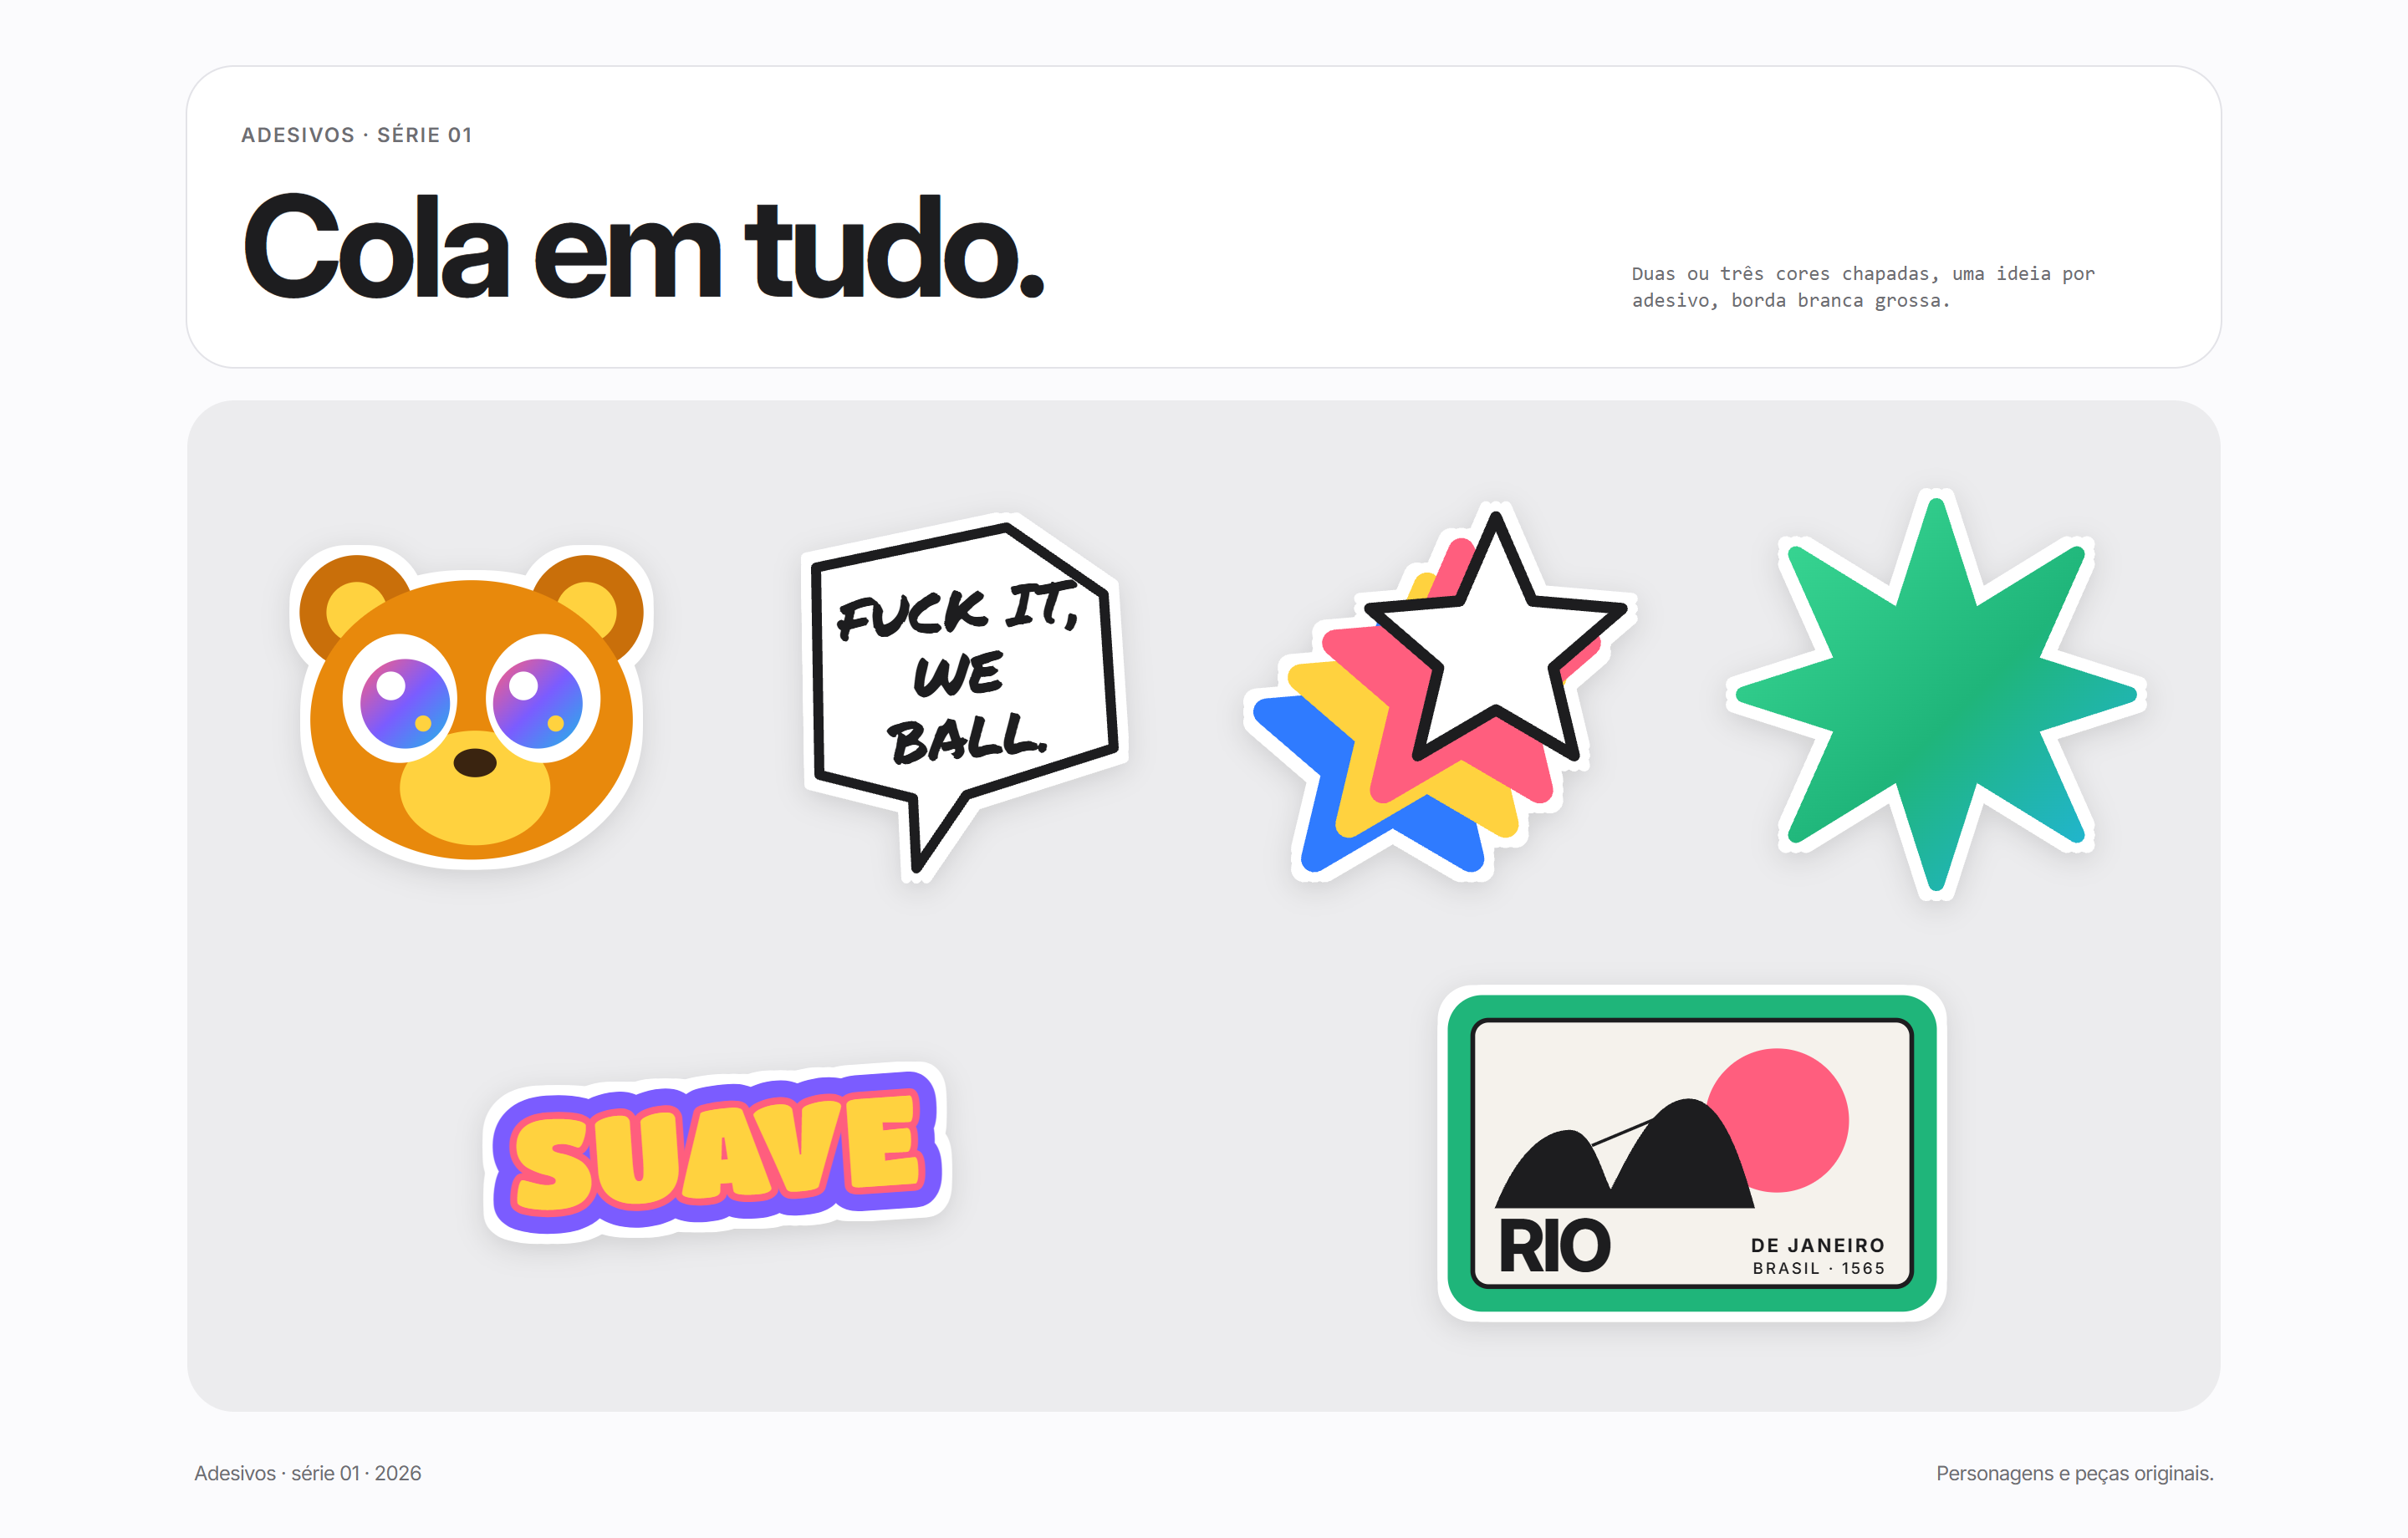 ADESIVOS · SÉRIE 01
Cola em tudo.
Duas ou três cores chapadas, uma ideia por
adesivo, borda branca grossa.
FUCK IT,
WE
BALL.
SUAVE
RIO
DE JANEIRO
BRASIL · 1565
Adesivos · série 01 · 2026
Personagens e peças originais.